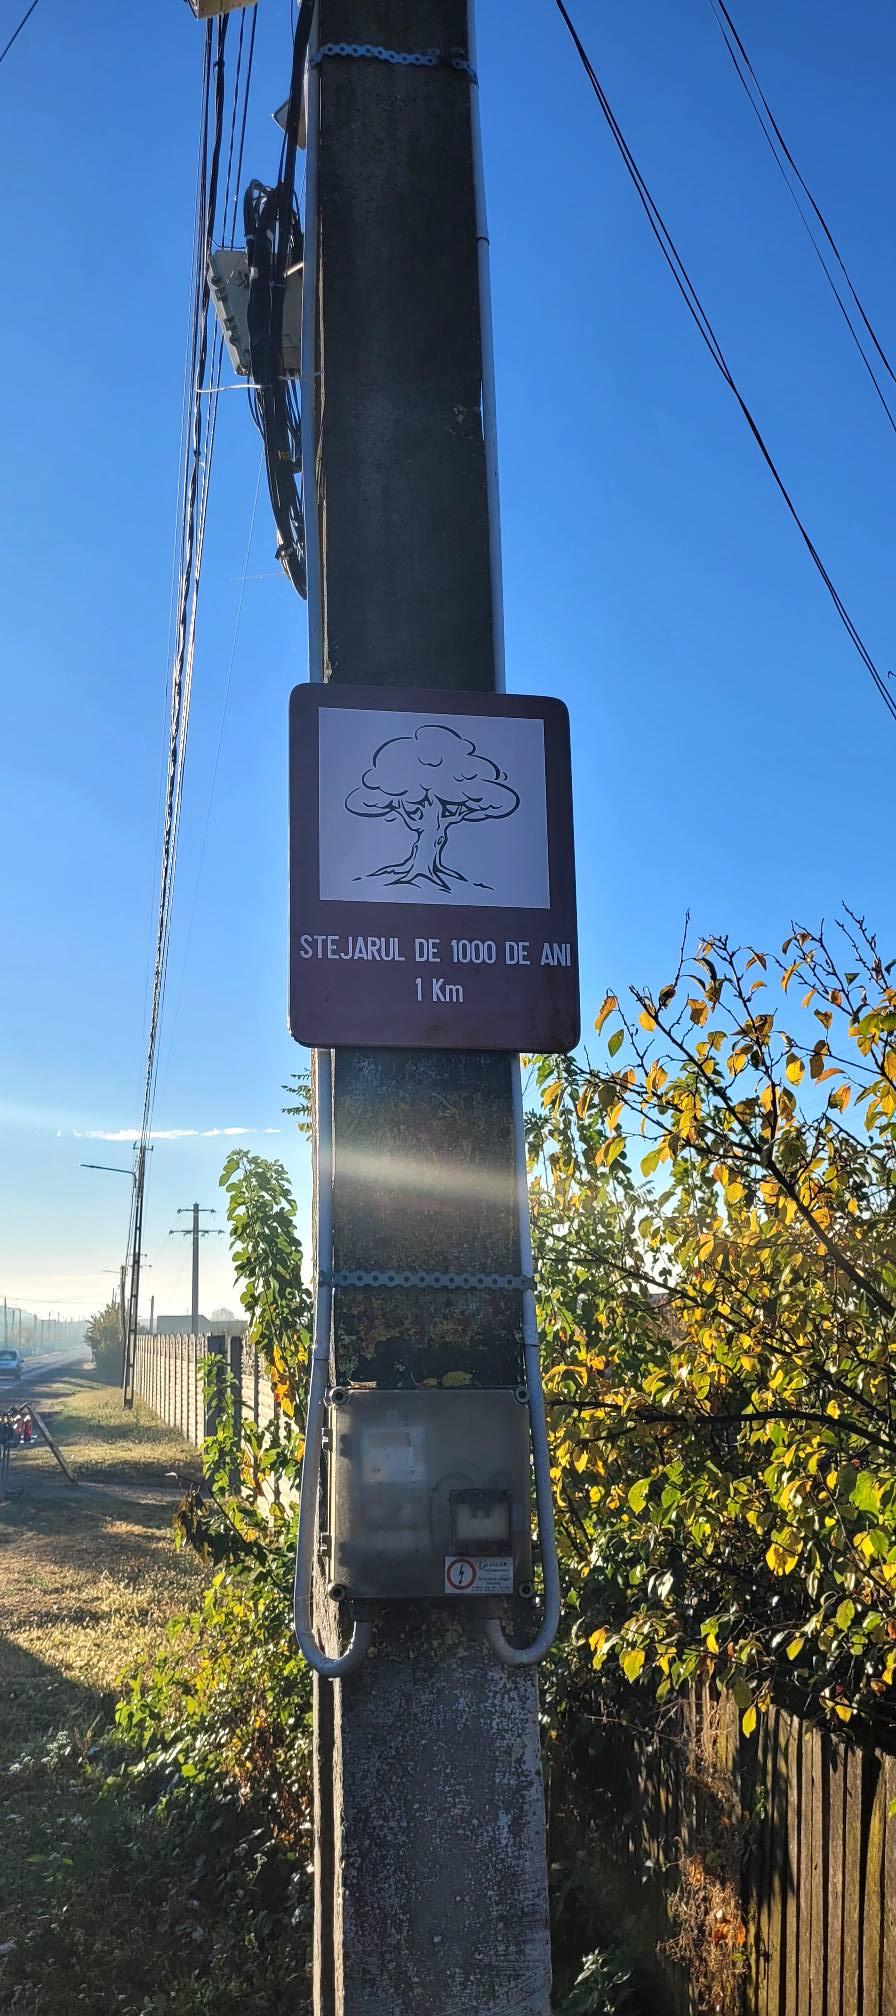 STEJARUL DE 1000 DE ANI
1 Km